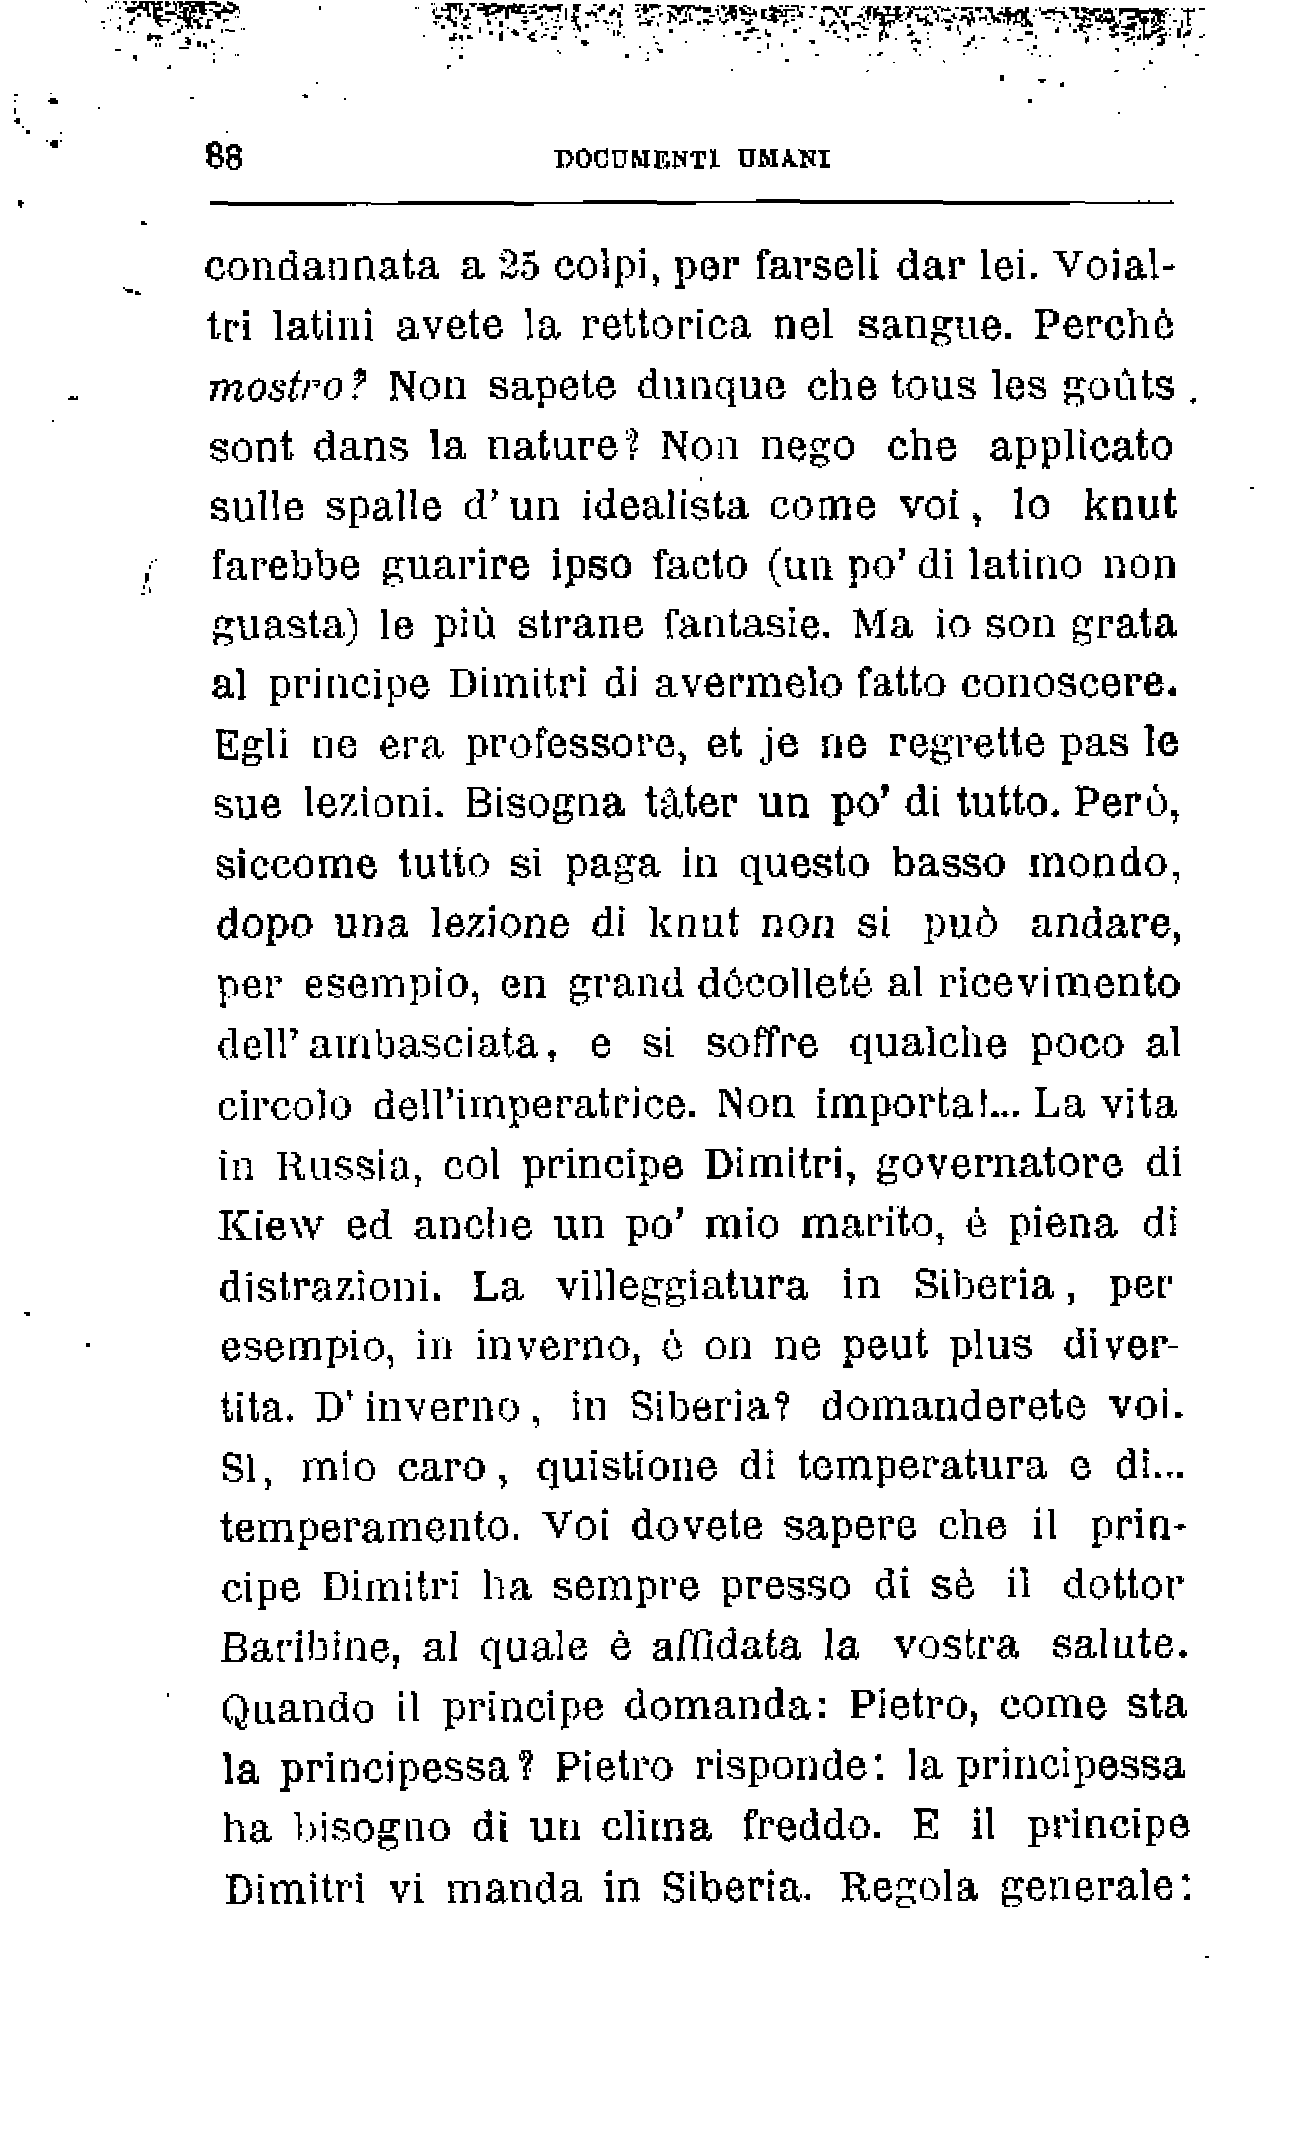 88 DOCUMENTI UMANI
condannata a 25 colpi, per farseli dar lei. Voial-
tri latini avete la rettorica nel sangue. Perchè
mostro? Non sapete dunque che tous les goûts
sont dans la nature? Non nego che applicato
sulle spalle d'un idealista come voi, lo knut
farebbe guarire ipso facto (un po' di latino non
guasta) le più strane fantasie. Ma io son grata
al principe Dimitri di avermelo fatto conoscere.
Egli ne era professore, et je ne regrette pas le
sue lezioni. Bisogna tâter un po' di tutto. Però,
siccome tutto si paga in questo basso mondo,
dopo una lezione di knut non si può andare,
per esempio, en grand décolleté al ricevimento
dell'ambasciata, e si soffre qualche poco al
circolo dell'imperatrice. Non importa!... La vita
in Russia, col principe Dimitri, governatore di
Kiew ed anche un po' mio marito, è piena di
distrazioni. La villeggiatura in Siberia, per
esempio, in inverno, è on ne peut plus diver-
tita. D'inverno, in Siberia? domanderete voi.
Sì, mio caro, quistione di temperatura e di...
temperamento. Voi dovete sapere che il prin-
cipe Dimitri ha sempre presso di sè il dottor
Baribine, al quale è affidata la vostra salute.
Quando il principe domanda: Pietro, come sta
la principessa? Pietro risponde: la principessa
ha bisogno di un clima freddo. E il principe
Dimitri vi manda in Siberia. Regola generale: